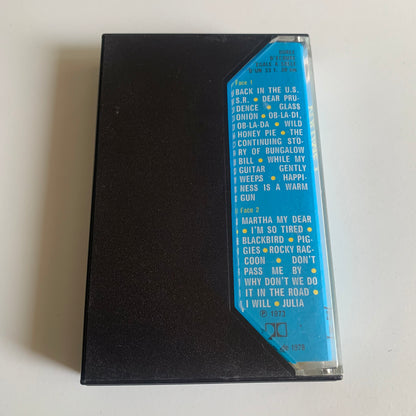 Face 1
BACK IN THE U.S.
S.R. • DEAR PRU-
DENCE • GLASS
ONION • OB-LA-DI,
OB-LA-DA • WILD
HONEY PIE • THE
CONTINUING STO-
RY OF BUNGALOW
BILL • WHILE MY
GUITAR GENTLY
WEEPS • HAPPI-
NESS IS A WARM
GUN
Face 2
MARTHA MY DEAR
• I'M SO TIRED •
BLACKBIRD • PIG-
GIES • ROCKY RAC-
COON • DON'T
PASS ME BY •
WHY DON'T WE DO
IT IN THE ROAD •
I WILL • JULIA
℗ 1973
de 1978